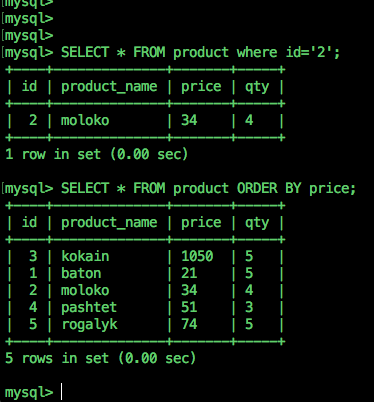 mysql>
mysql>
mysql>
mysql> SELECT * FROM product where id='2';
+----+--------------+-------+-----+
| id | product_name | price | qty |
+----+--------------+-------+-----+
| 2 | moloko | 34 | 4 |
+----+--------------+-------+-----+
1 row in set (0.00 sec)
mysql> SELECT * FROM product ORDER BY price;
+----+--------------+-------+-----+
| id | product_name | price | qty |
+----+--------------+-------+-----+
| 3 | kokain | 1050 | 5 |
| 1 | baton | 21 | 5 |
| 2 | moloko | 34 | 4 |
| 4 | pashtet | 51 | 3 |
| 5 | rogalyk | 74 | 5 |
+----+--------------+-------+-----+
5 rows in set (0.00 sec)
mysql>